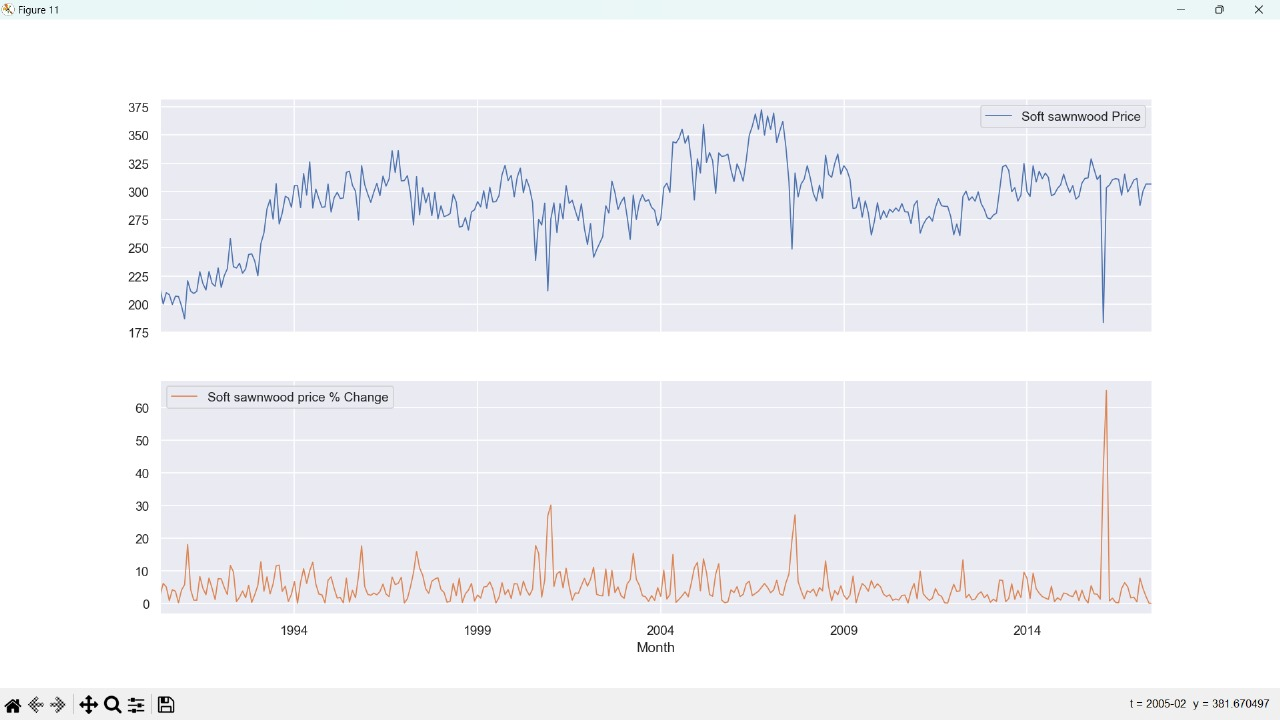 Figure 11
375
350
325
300
275
250
225
200
175
Soft sawnwood Price
60
50
40
30
20
10
0
Soft sawnwood price % Change
1994 1999 2004 2009 2014
Month
t = 2005-02 y = 381.670497